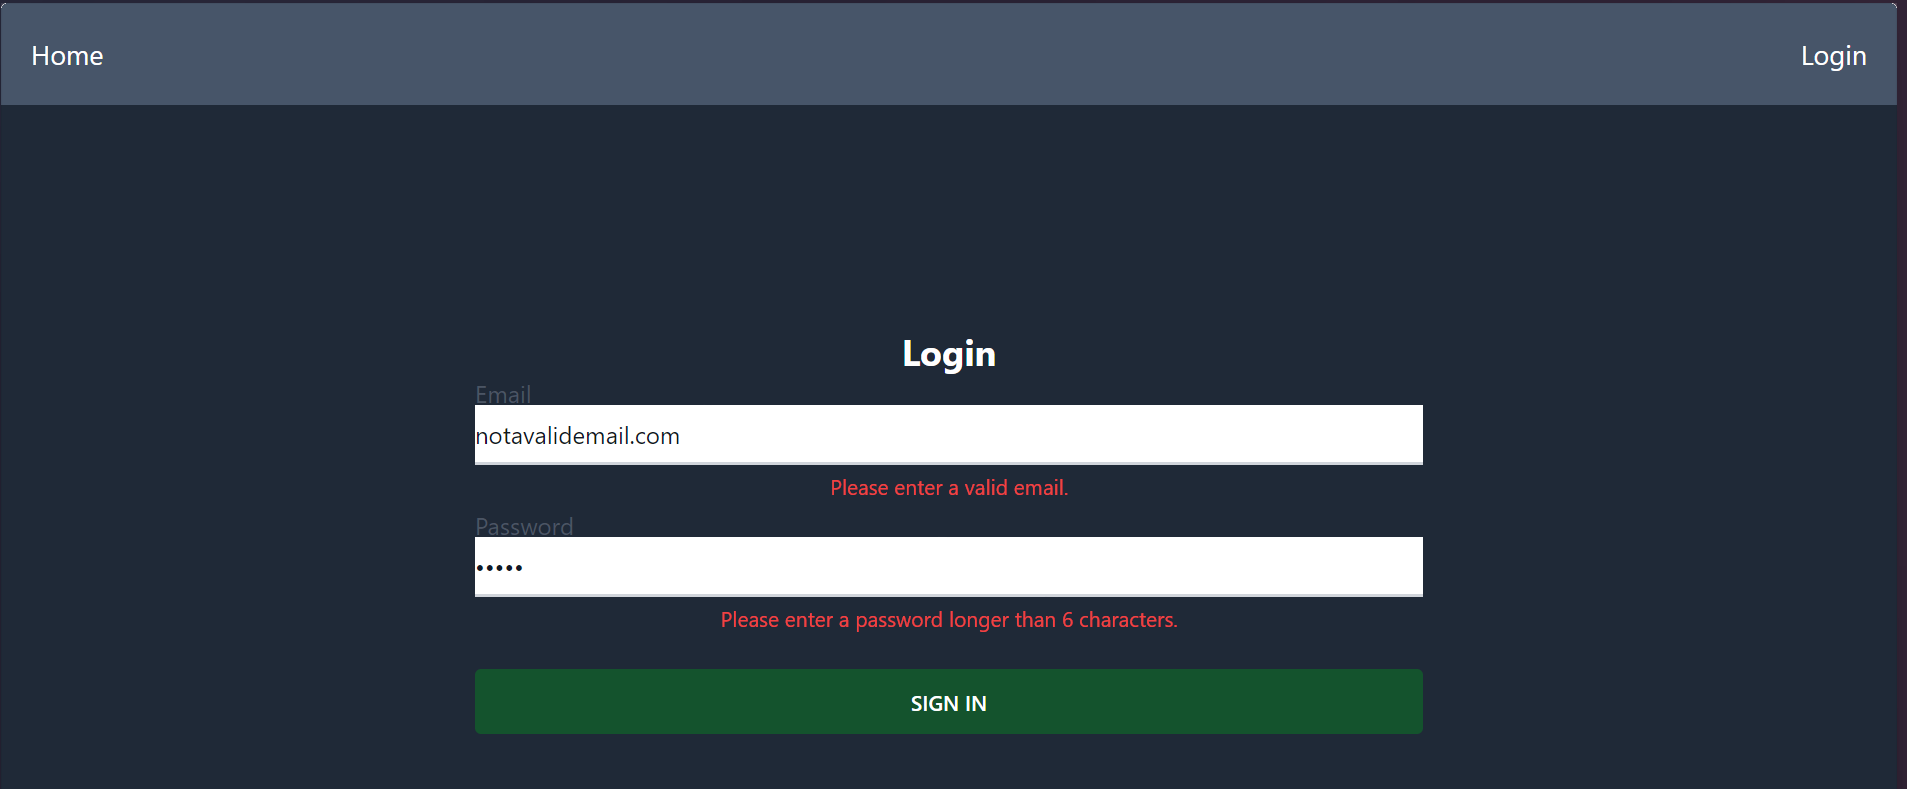 Home
Login
Login
Email
notavalidemail.com
Please enter a valid email.
Password
•••••
Please enter a password longer than 6 characters.
SIGN IN